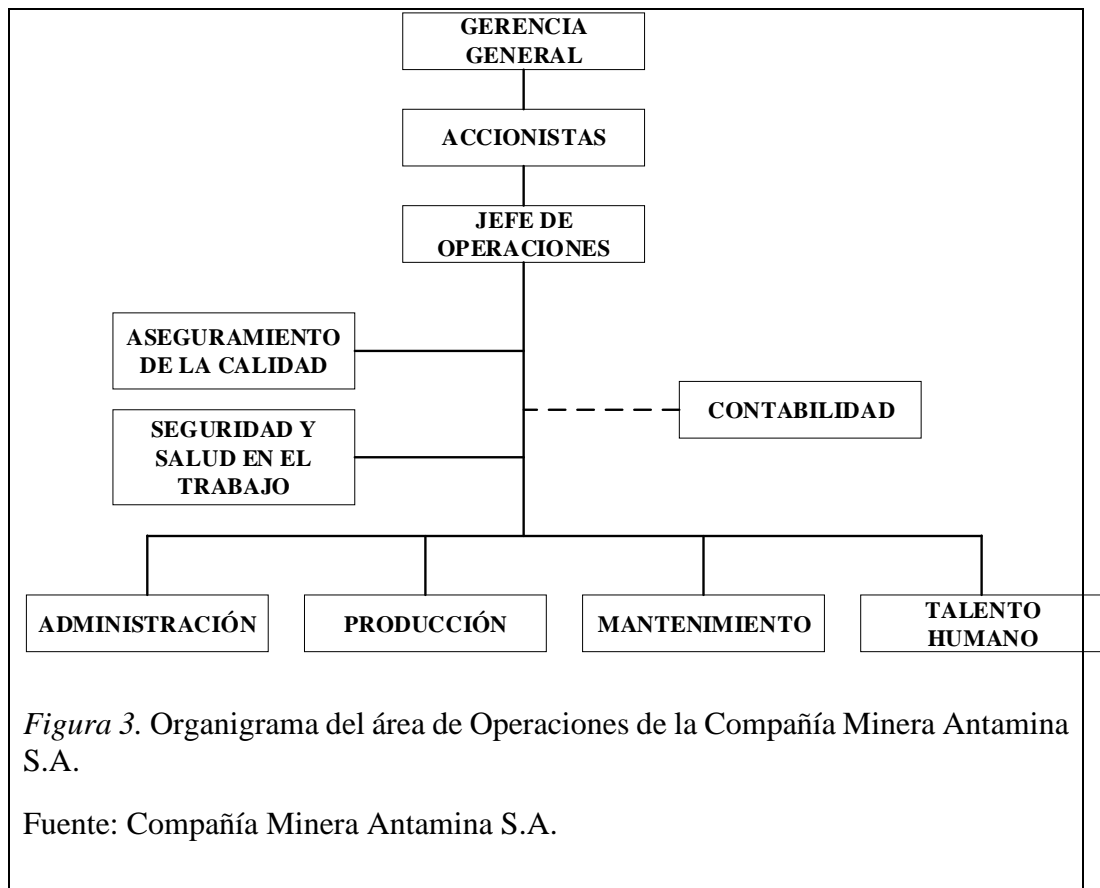 GERENCIA
GENERAL
ACCIONISTAS
JEFE DE
OPERACIONES
ASEGURAMIENTO
DE LA CALIDAD
CONTABILIDAD
SEGURIDAD Y
SALUD EN EL
TRABAJO
ADMINISTRACIÓN
PRODUCCIÓN
MANTENIMIENTO
TALENTO
HUMANO
Figura 3. Organigrama del área de Operaciones de la Compañía Minera Antamina
S.A.
Fuente: Compañía Minera Antamina S.A.